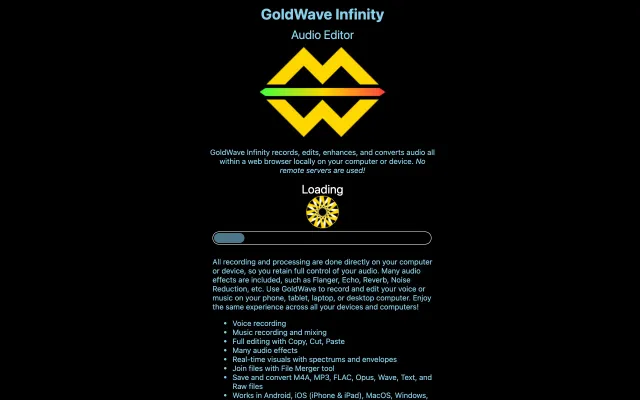 GoldWave Infinity
Audio Editor
GoldWave Infinity records, edits, enhances, and converts audio all
within a web browser locally on your computer or device. No
remote servers are used!
Loading
All recording and processing are done directly on your computer
or device, so you retain full control of your audio. Many audio
effects are included, such as Flanger, Echo, Reverb, Noise
Reduction, etc. Use GoldWave to record and edit your voice or
music on your phone, tablet, laptop, or desktop computer. Enjoy
the same experience across all your devices and computers!
• Voice recording
• Music recording and mixing
• Full editing with Copy, Cut, Paste
• Many audio effects
• Real-time visuals with spectrums and envelopes
• Join files with File Merger tool
• Save and convert M4A, MP3, FLAC, Opus, Wave, Text, and
Raw files
• Works in Android, iOS (iPhone & iPad), MacOS, Windows,